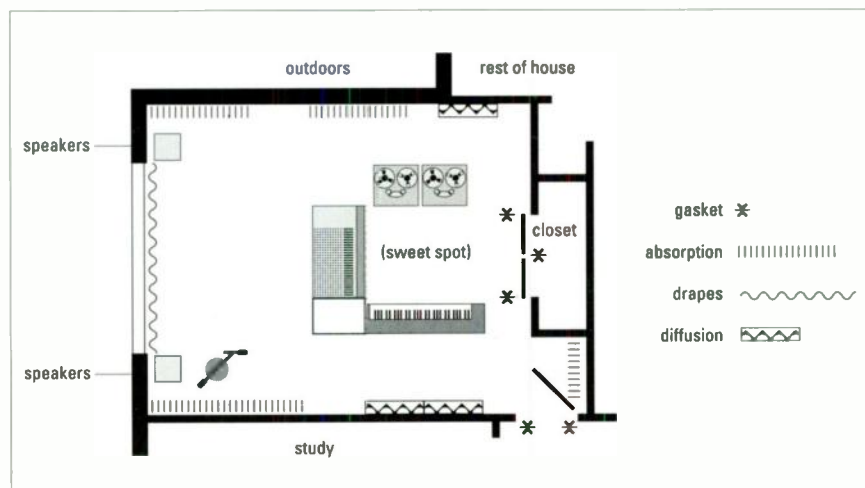 outdoors
rest of house
speakers
closet
(sweet spot)
gasket
absorption
drapes
diffusion
speakers
study